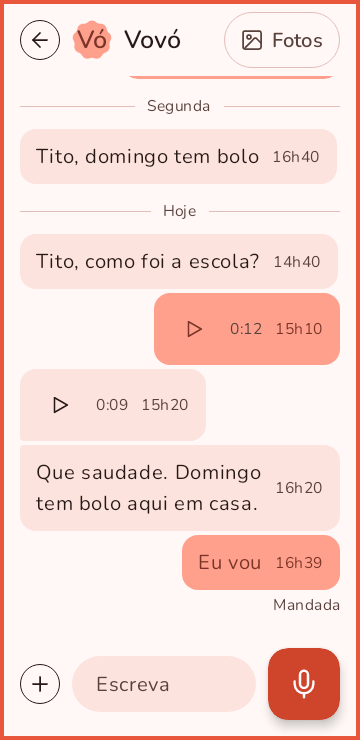 Vó Vovó Fotos
Segunda
Tito, domingo tem bolo 16h40
Hoje
Tito, como foi a escola? 14h40
0:12 15h10
0:09 15h20
Que saudade. Domingo
tem bolo aqui em casa. 16h20
Eu vou 16h39
Mandada
Escreva